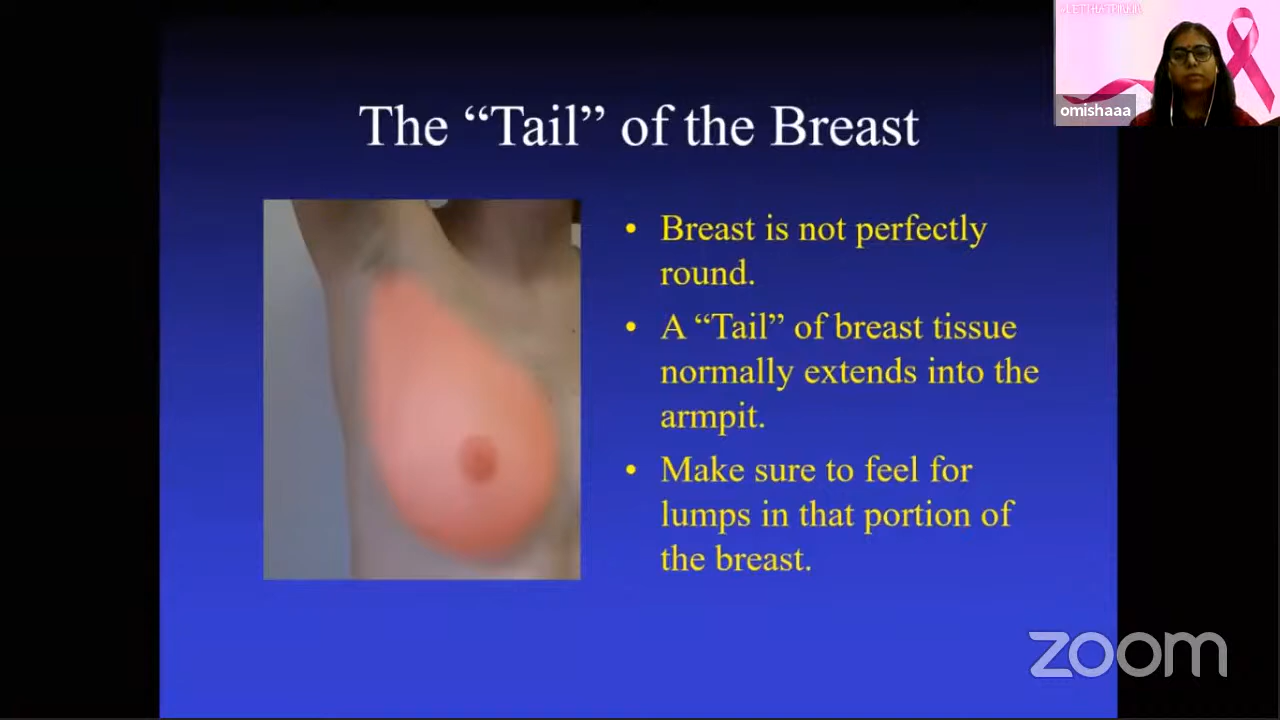 The “Tail” of the Breast
• Breast is not perfectly
round.
• A “Tail” of breast tissue
normally extends into the
armpit.
• Make sure to feel for
lumps in that portion of
the breast.
omishaaa
zoom